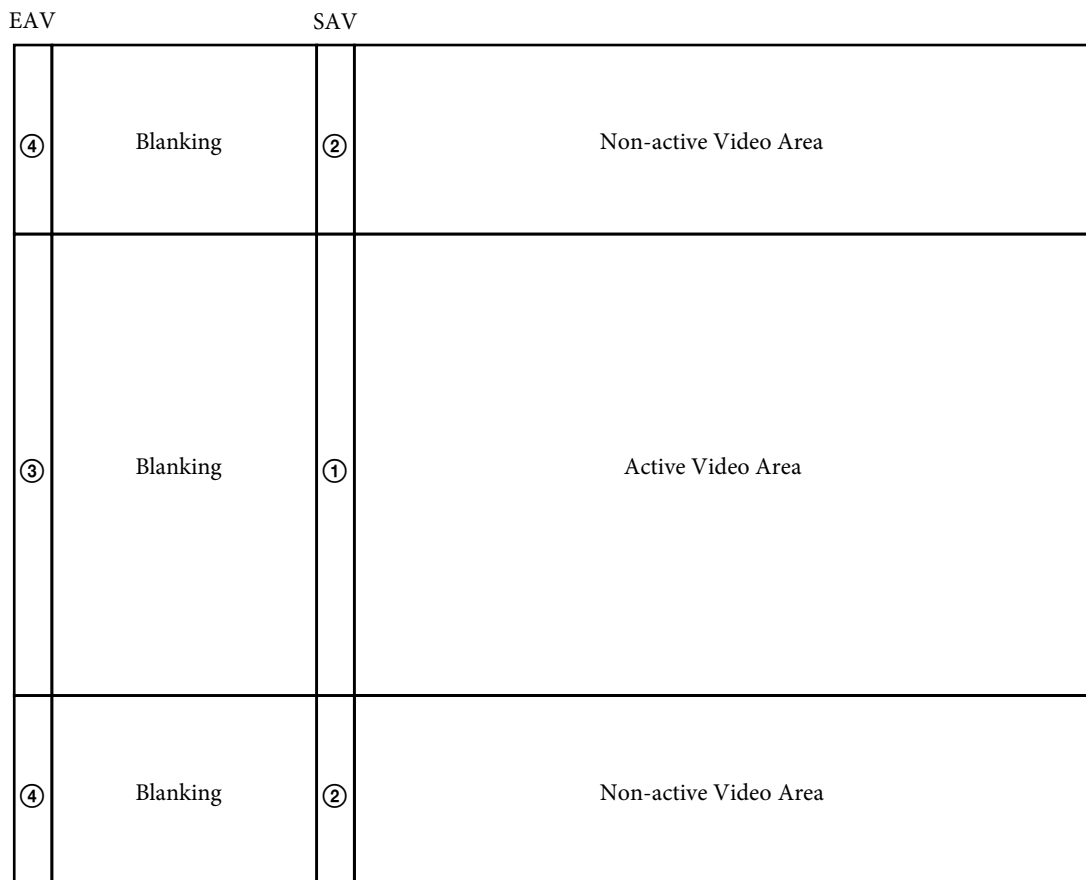 EAV SAV
④ Blanking ② Non-active Video Area
③ Blanking ① Active Video Area
④ Blanking ② Non-active Video Area